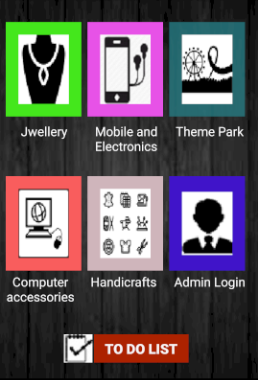 Jwellery
Mobile and
Electronics
Theme Park
Computer
accessories
Handicrafts
Admin Login
TO DO LIST